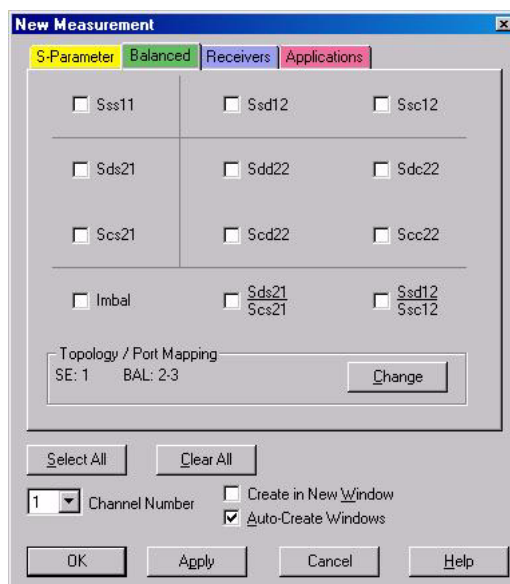 New Measurement
S-Parameter Balanced Receivers Applications
Sss11 Ssd12 Ssc12
Sds21 Sdd22 Sdc22
Scs21 Scd22 Scc22
Imbal Sds21 Ssd12
Scs21 Ssc12
Topology / Port Mapping
SE: 1 BAL: 2-3 Change
Select All Clear All
1 Channel Number
Create in New Window
Auto-Create Windows
OK Apply Cancel Help